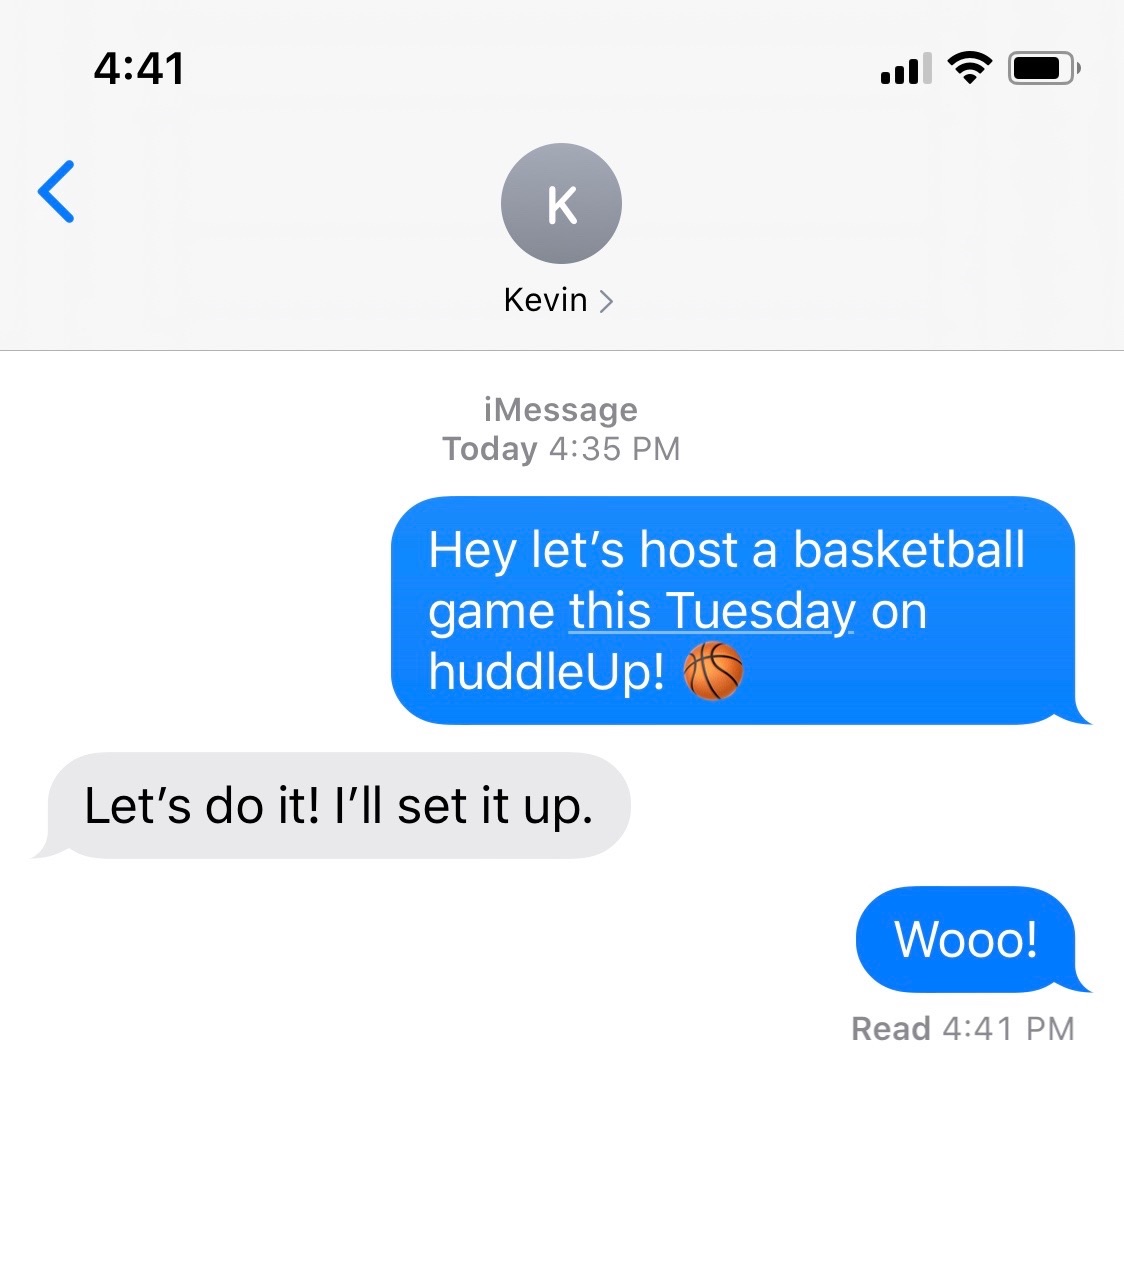 4:41
K
Kevin
iMessage
Today 4:35 PM
Hey let’s host a basketball
game this Tuesday on
huddleUp! 🏀
Let’s do it! I’ll set it up.
Wooo!
Read 4:41 PM